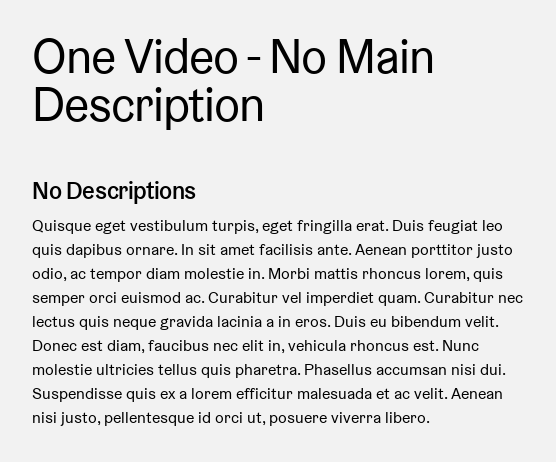 One Video - No Main
Description
No Descriptions
Quisque eget vestibulum turpis, eget fringilla erat. Duis feugiat leo
quis dapibus ornare. In sit amet facilisis ante. Aenean porttitor justo
odio, ac tempor diam molestie in. Morbi mattis rhoncus lorem, quis
semper orci euismod ac. Curabitur vel imperdiet quam. Curabitur nec
lectus quis neque gravida lacinia a in eros. Duis eu bibendum velit.
Donec est diam, faucibus nec elit in, vehicula rhoncus est. Nunc
molestie ultricies tellus quis pharetra. Phasellus accumsan nisi dui.
Suspendisse quis ex a lorem efficitur malesuada et ac velit. Aenean
nisi justo, pellentesque id orci ut, posuere viverra libero.